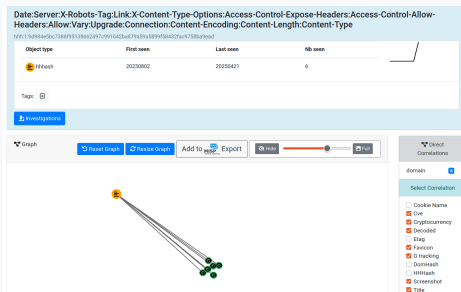 Date:Server:X-Robots-Tag:Link:X-Content-Type-Options:Access-Control-Expose-Headers:Access-Control-Allow-
Headers:Allow:Vary:Upgrade:Connection:Content-Encoding:Content-Length:Content-Type
Object type First seen Last seen Nb seen
hhhash 20230802 20250421 6
Tags:
Investigations
Graph
Reset Graph Resize Graph Add to MISP Export Hide Full
Direct
Correlations
domain 6
Select Correlation
Cookie Name
Cve
Cryptocurrency
Decoded
Etag
Favicon
G tracking
DomHash
HHHash
Screenshot
Title